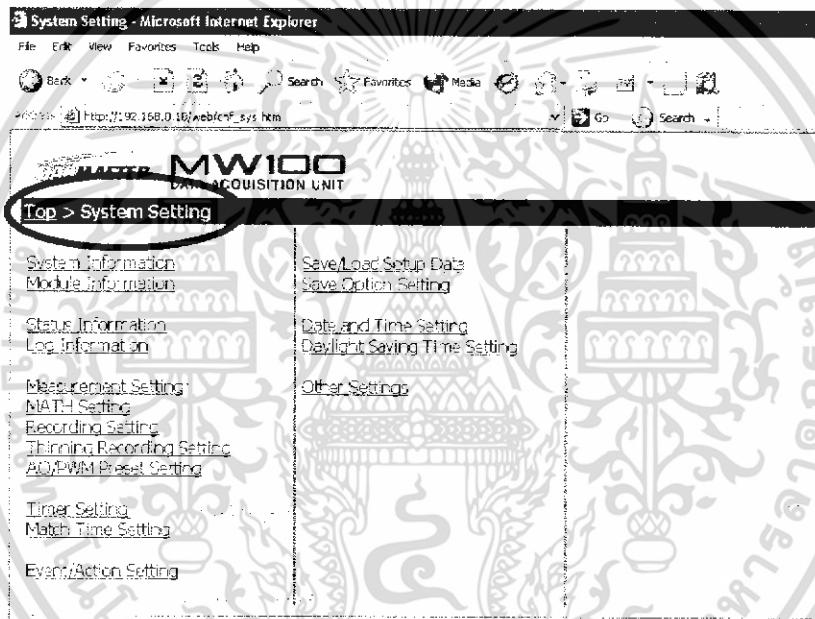 System Setting - Microsoft Internet Explorer
File Edit View Favorites Tools Help
Back Search Favorites Media
http://192.168.0.10/web/cnf_sys.htm Go Search
MW100
DATA ACQUISITION UNIT
Top > System Setting
System Information
Module Information
Status Information
Log Information
Measurement Setting
MATH Setting
Recording Setting
Thinning Recording Setting
AO/PWM Preset Setting
Timer Setting
Match Time Setting
Event/Action Setting
Save/Load Setup Data
Save Option Setting
Date and Time Setting
Daylight Saving Time Setting
Other Settings